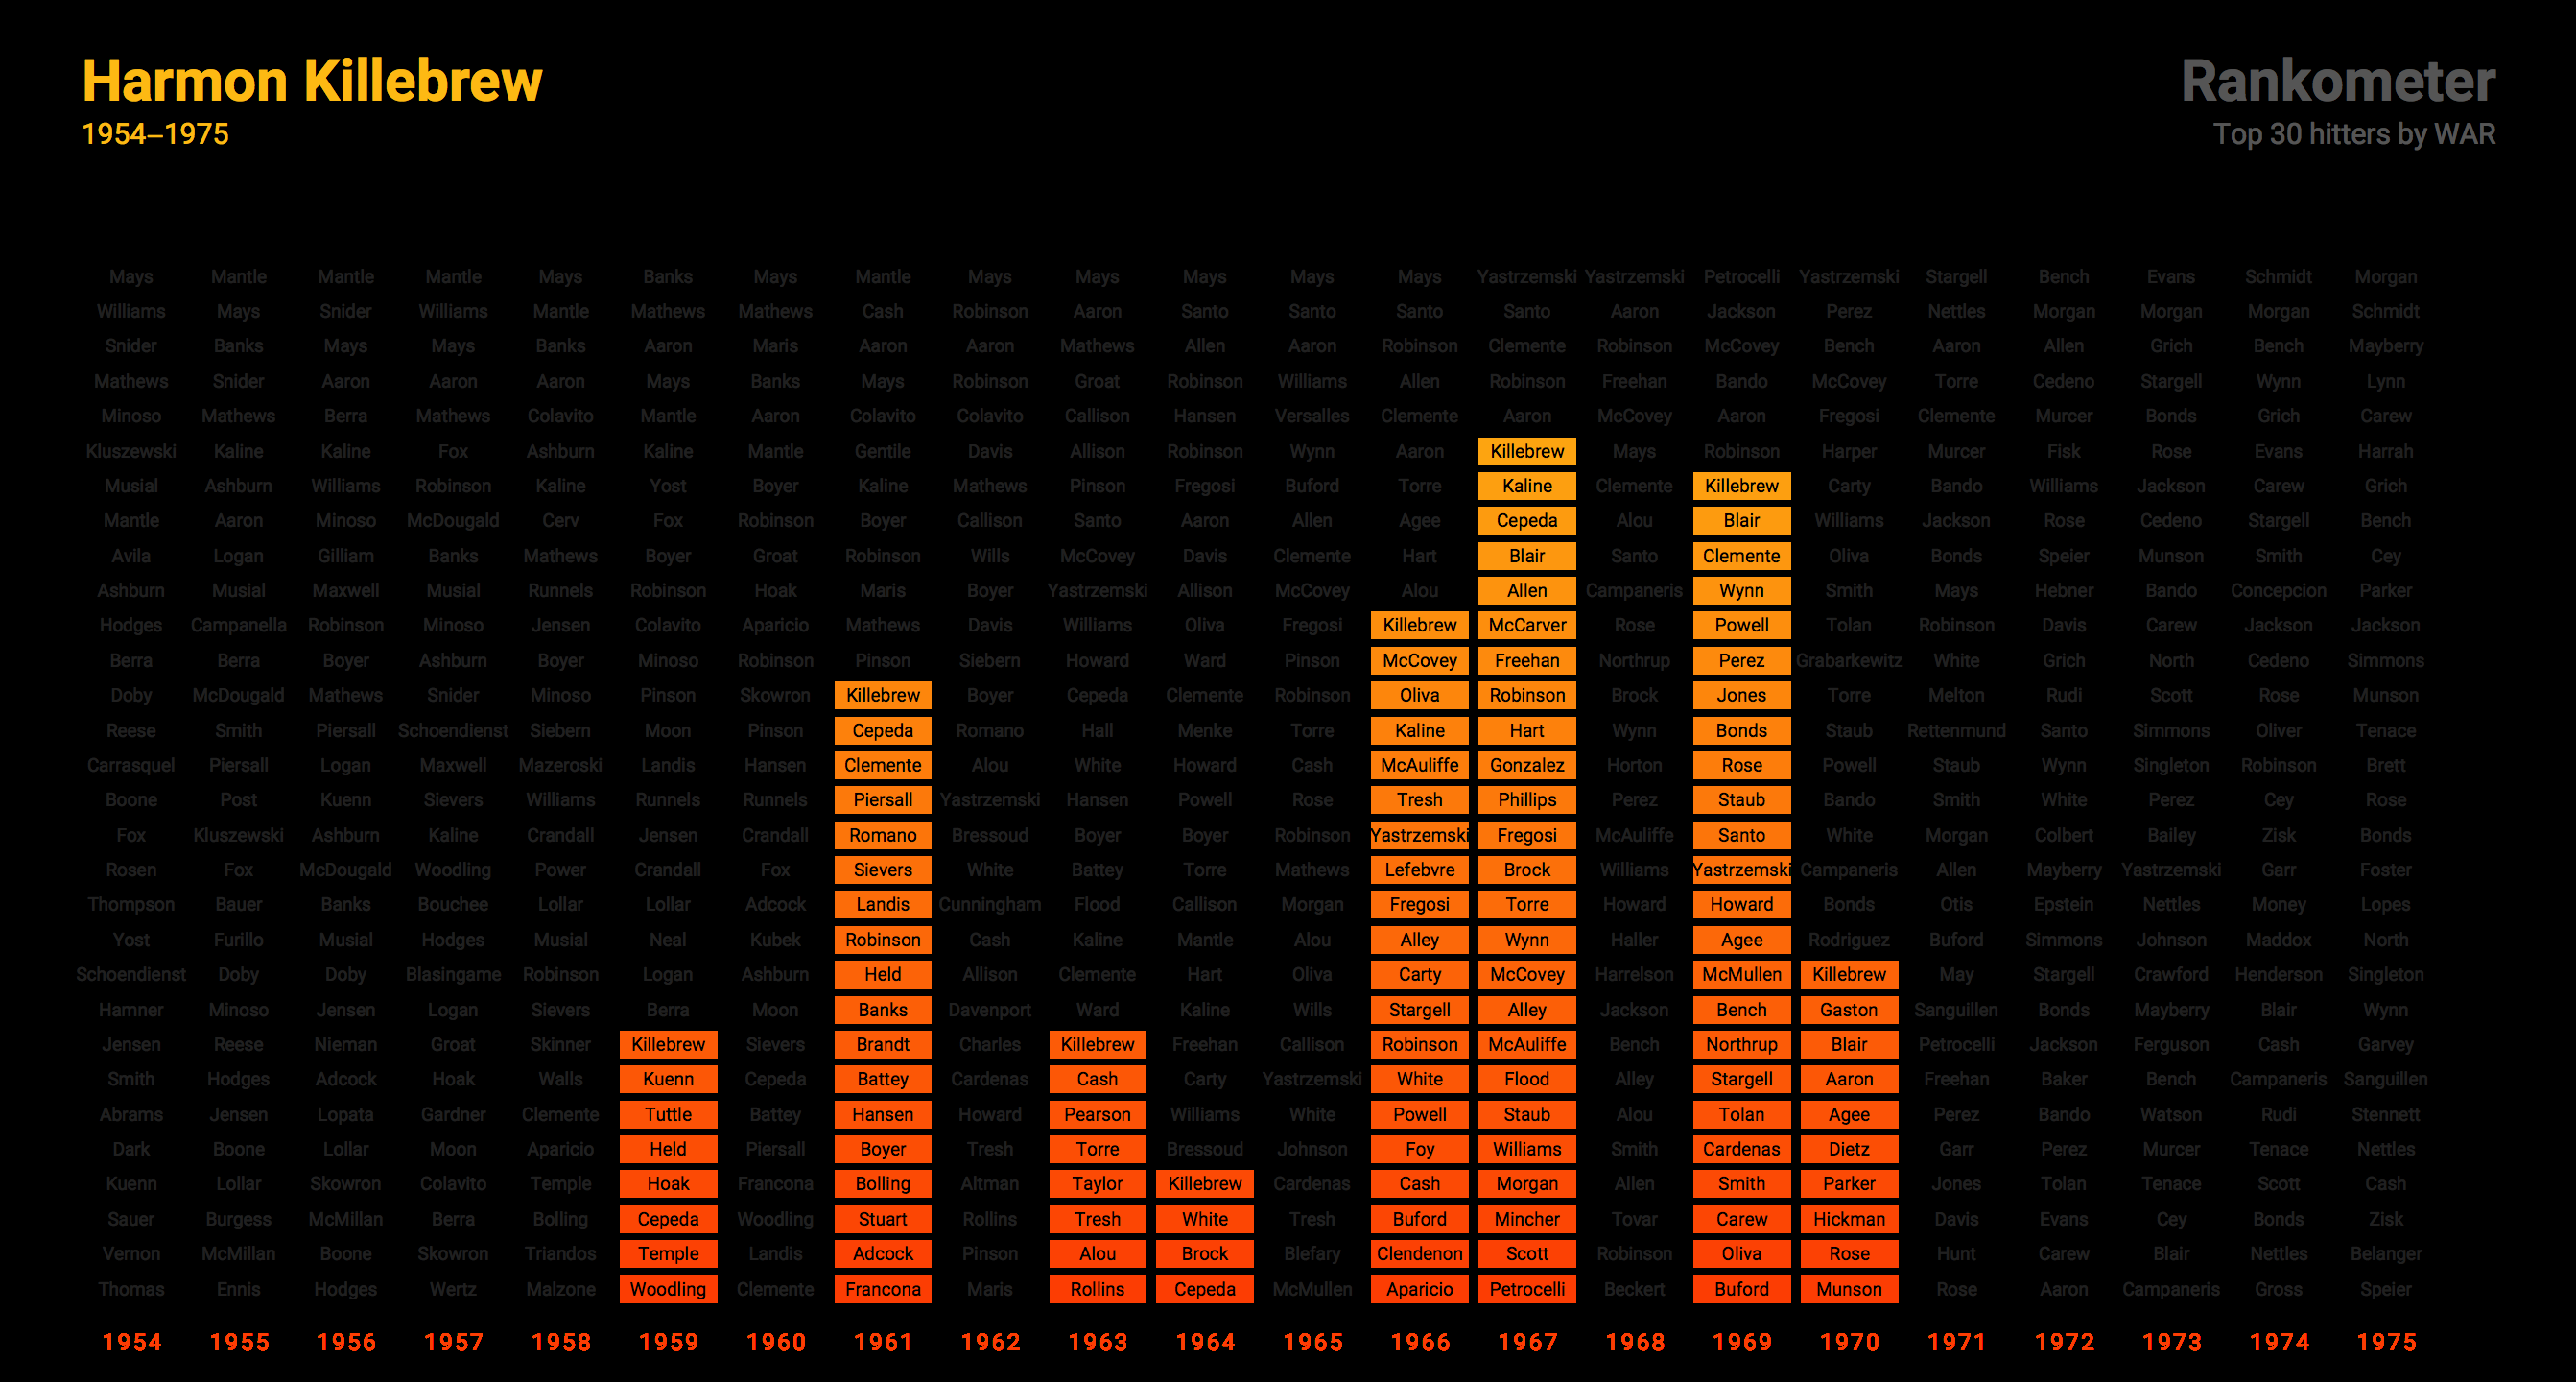 Harmon Killebrew
1954–1975
Rankometer
Top 30 hitters by WAR
Mays Mantle Mantle Mantle Mays Banks Mays Mantle Mays Mays Mays Mays Mays Yastrzemski Yastrzemski Petrocelli Yastrzemski Stargell Bench Evans Schmidt Morgan
Williams Mays Snider Williams Mantle Mathews Mathews Cash Robinson Aaron Santo Santo Santo Santo Aaron Jackson Perez Nettles Morgan Morgan Morgan Schmidt
Snider Banks Mays Mays Banks Aaron Maris Aaron Aaron Mathews Allen Aaron Robinson Clemente Robinson McCovey Bench Aaron Allen Grich Bench Mayberry
Mathews Snider Aaron Aaron Aaron Mays Banks Mays Robinson Groat Robinson Williams Allen Robinson Freehan Bando McCovey Torre Cedeno Stargell Wynn Lynn
Minoso Mathews Berra Mathews Colavito Mantle Aaron Colavito Colavito Callison Hansen Versalles Clemente Aaron McCovey Aaron Fregosi Clemente Murcer Bonds Grich Carew
Kluszewski Kaline Kaline Fox Ashburn Kaline Mantle Gentile Davis Allison Robinson Wynn Aaron Killebrew Mays Robinson Harper Murcer Fisk Rose Evans Harrah
Musial Ashburn Williams Robinson Kaline Yost Boyer Kaline Mathews Pinson Fregosi Buford Torre Kaline Clemente Killebrew Carty Bando Williams Jackson Carew Grich
Mantle Aaron Minoso McDougald Cerv Fox Robinson Boyer Callison Santo Aaron Allen Agee Cepeda Alou Blair Williams Jackson Rose Cedeno Stargell Bench
Avila Logan Gilliam Banks Mathews Boyer Groat Robinson Wills McCovey Davis Clemente Hart Blair Santo Clemente Oliva Bonds Speier Munson Smith Cey
Ashburn Musial Maxwell Musial Runnels Robinson Hoak Maris Boyer Yastrzemski Allison McCovey Alou Allen Campaneris Wynn Smith Mays Hebner Bando Concepcion Parker
Hodges Campanella Robinson Minoso Jensen Colavito Aparicio Mathews Davis Williams Oliva Fregosi Killebrew McCarver Rose Powell Tolan Robinson Davis Carew Jackson Jackson
Berra Berra Boyer Ashburn Boyer Minoso Robinson Pinson Siebern Howard Ward Pinson McCovey Freehan Northrup Perez Grabarkewitz White Grich North Cedeno Simmons
Doby McDougald Mathews Snider Minoso Pinson Skowron Killebrew Boyer Cepeda Clemente Robinson Oliva Robinson Brock Jones Torre Melton Rudi Scott Rose Munson
Reese Smith Piersall Schoendienst Siebern Moon Pinson Cepeda Romano Hall Menke Torre Kaline Hart Wynn Bonds Staub Rettenmund Santo Simmons Oliver Tenace
Carrasquel Piersall Logan Maxwell Mazeroski Landis Hansen Clemente Alou White Howard Cash McAuliffe Gonzalez Horton Rose Powell Staub Wynn Singleton Robinson Brett
Boone Post Kuenn Sievers Williams Runnels Runnels Piersall Yastrzemski Hansen Powell Rose Tresh Phillips Perez Staub Bando Smith White Perez Cey Rose
Fox Kluszewski Ashburn Kaline Crandall Jensen Crandall Romano Bressoud Boyer Boyer Robinson Yastrzemski Fregosi McAuliffe Santo White Morgan Colbert Bailey Zisk Bonds
Rosen Fox McDougald Woodling Power Crandall Fox Sievers White Battey Torre Mathews Lefebvre Brock Williams Yastrzemski Campaneris Allen Mayberry Yastrzemski Garr Foster
Thompson Bauer Banks Bouchee Lollar Lollar Adcock Landis Cunningham Flood Callison Morgan Fregosi Torre Howard Howard Bonds Otis Epstein Nettles Money Lopes
Yost Furillo Musial Hodges Musial Neal Kubek Robinson Cash Kaline Mantle Alou Alley Wynn Haller Agee Rodriguez Buford Simmons Johnson Maddox North
Schoendienst Doby Doby Blasingame Robinson Logan Ashburn Held Allison Clemente Hart Oliva Carty McCovey Harrelson McMullen Killebrew May Stargell Crawford Henderson Singleton
Hamner Minoso Jensen Logan Sievers Berra Moon Banks Davenport Ward Kaline Wills Stargell Alley Jackson Bench Gaston Sanguillen Bonds Mayberry Blair Wynn
Jensen Reese Nieman Groat Skinner Killebrew Sievers Brandt Charles Killebrew Freehan Callison Robinson McAuliffe Bench Northrup Blair Petrocelli Jackson Ferguson Cash Garvey
Smith Hodges Adcock Hoak Walls Kuenn Cepeda Battey Cardenas Cash Carty Yastrzemski White Flood Alley Stargell Aaron Freehan Baker Bench Campaneris Sanguillen
Abrams Jensen Lopata Gardner Clemente Tuttle Battey Hansen Howard Pearson Williams White Powell Staub Alou Tolan Agee Perez Bando Watson Rudi Stennett
Dark Boone Lollar Moon Aparicio Held Piersall Boyer Tresh Torre Bressoud Johnson Foy Williams Smith Cardenas Dietz Garr Perez Murcer Tenace Nettles
Kuenn Lollar Skowron Colavito Temple Hoak Francona Bolling Altman Taylor Killebrew Cardenas Cash Morgan Allen Smith Parker Jones Tolan Tenace Scott Cash
Sauer Burgess McMillan Berra Bolling Cepeda Woodling Stuart Rollins Tresh White Tresh Buford Mincher Tovar Carew Hickman Davis Evans Cey Bonds Zisk
Vernon McMillan Boone Skowron Triandos Temple Landis Adcock Pinson Alou Brock Blefary Clendenon Scott Robinson Oliva Rose Hunt Carew Blair Nettles Belanger
Thomas Ennis Hodges Wertz Malzone Woodling Clemente Francona Maris Rollins Cepeda McMullen Aparicio Petrocelli Beckert Buford Munson Rose Aaron Campaneris Gross Speier
1954 1955 1956 1957 1958 1959 1960 1961 1962 1963 1964 1965 1966 1967 1968 1969 1970 1971 1972 1973 1974 1975